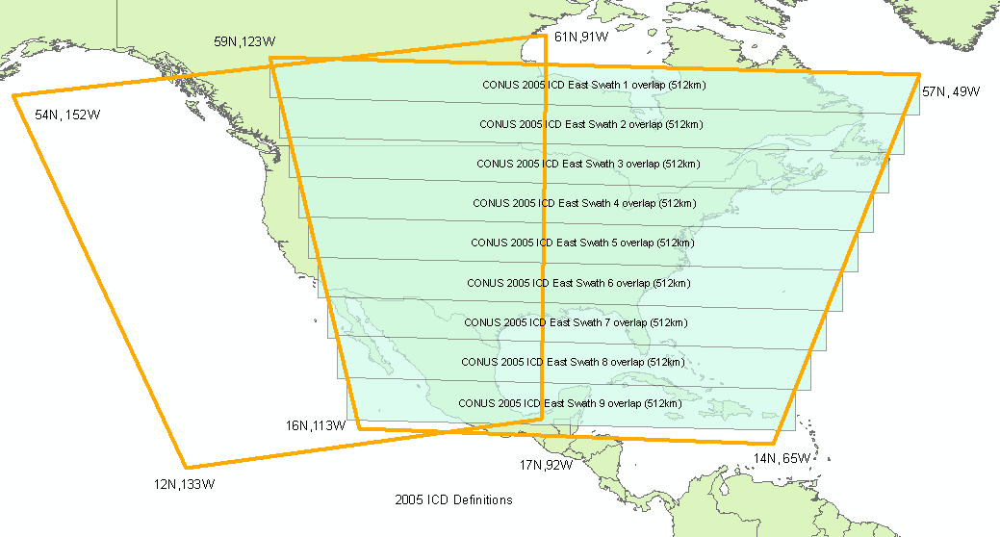 61N,91W
59N,123W
CONUS 2005 ICD East Swath 1 overlap (512km)
57N, 49W
54N, 152W
CONUS 2005 ICD East Swath 2 overlap (512km)
CONUS 2005 ICD East Swath 3 overlap (512km)
CONUS 2005 ICD East Swath 4 overlap (512km)
CONUS 2005 ICD East Swath 5 overlap (512km)
CONUS 2005 ICD East Swath 6 overlap (512km)
CONUS 2005 ICD East Swath 7 overlap (512km)
CONUS 2005 ICD East Swath 8 overlap (512km)
CONUS 2005 ICD East Swath 9 overlap (512km)
16N,113W
14N, 65W
17N,92W
12N,133W
2005 ICD Definitions